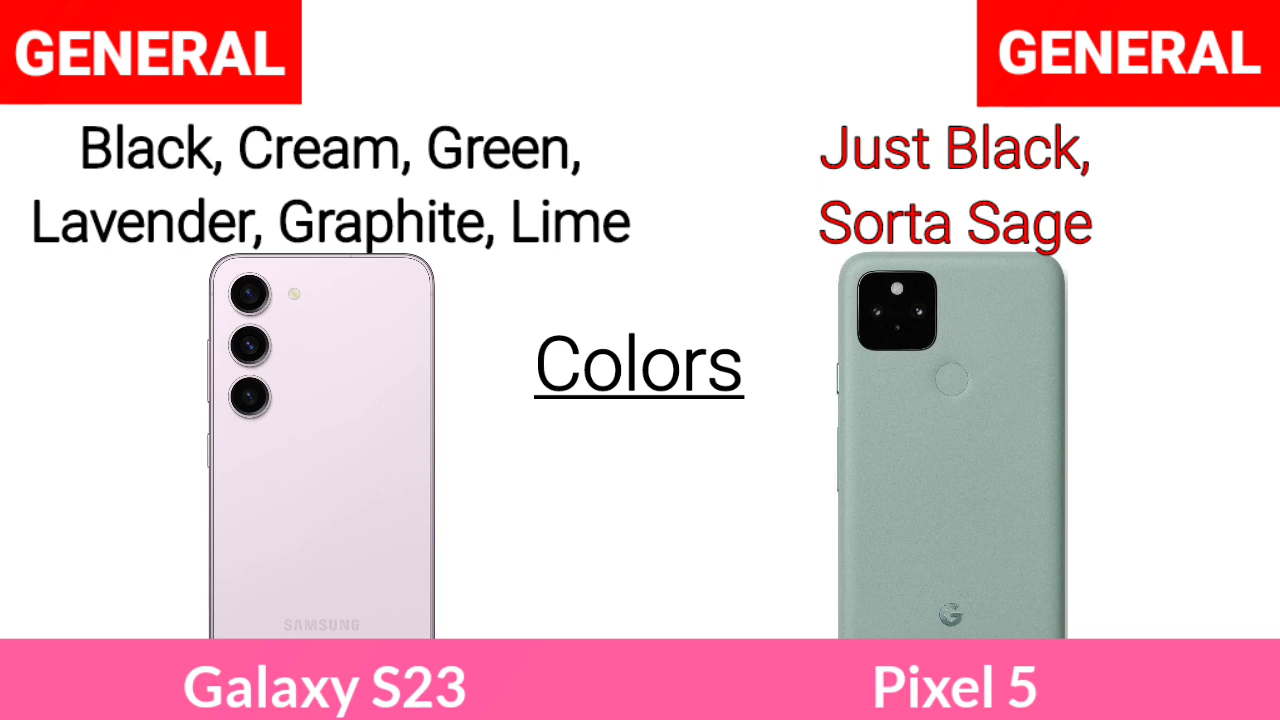 GENERAL
GENERAL
Black, Cream, Green,
Lavender, Graphite, Lime
Just Black,
Sorta Sage
Colors
SAMSUNG
G
Galaxy S23
Pixel 5